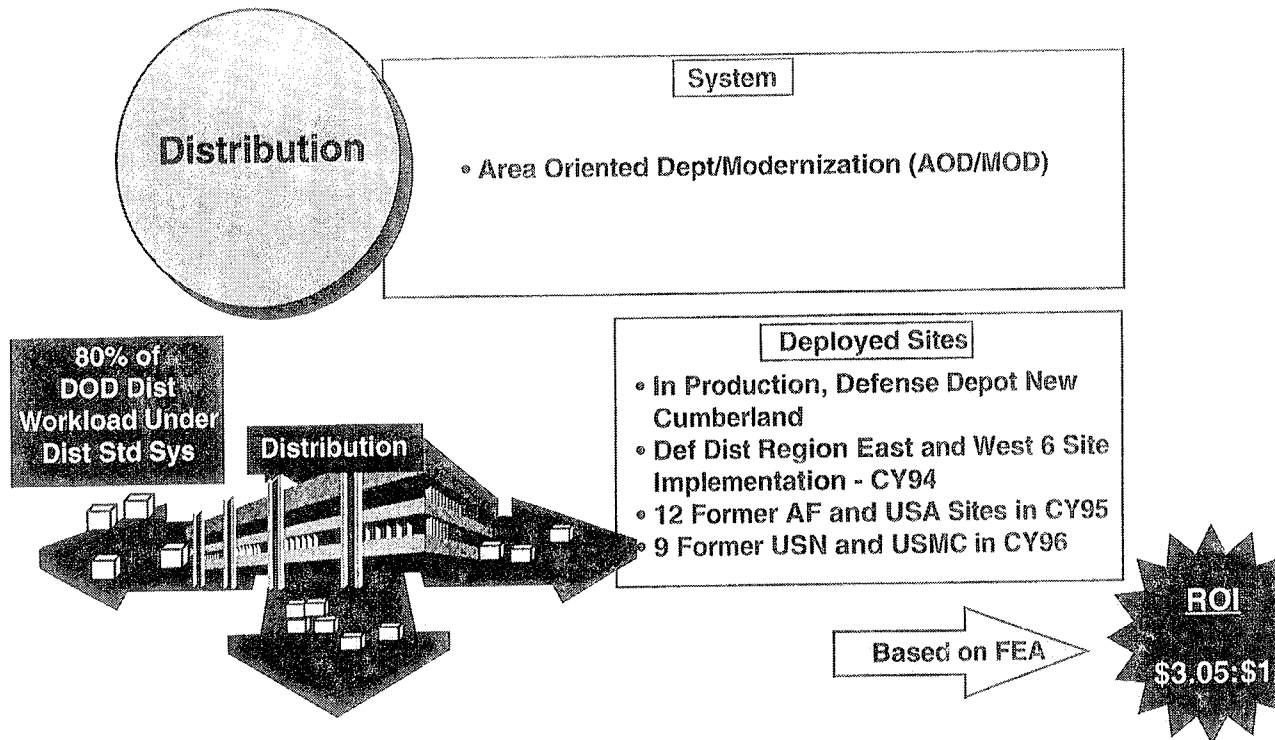 Distribution
System
• Area Oriented Dept/Modernization (AOD/MOD)
80% of
DOD Dist
Workload Under
Dist Std Sys
Distribution
Deployed Sites
• In Production, Defense Depot New
Cumberland
• Def Dist Region East and West 6 Site
Implementation - CY94
• 12 Former AF and USA Sites in CY95
• 9 Former USN and USMC in CY96
Based on FEA
ROI
$3.05:$1